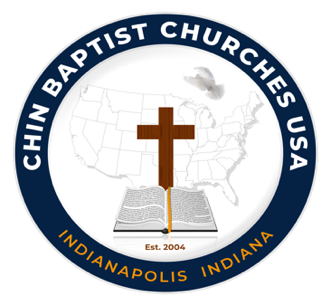 CHIN BAPTIST CHURCHES USA
Est. 2004
INDIANAPOLIS INDIANA